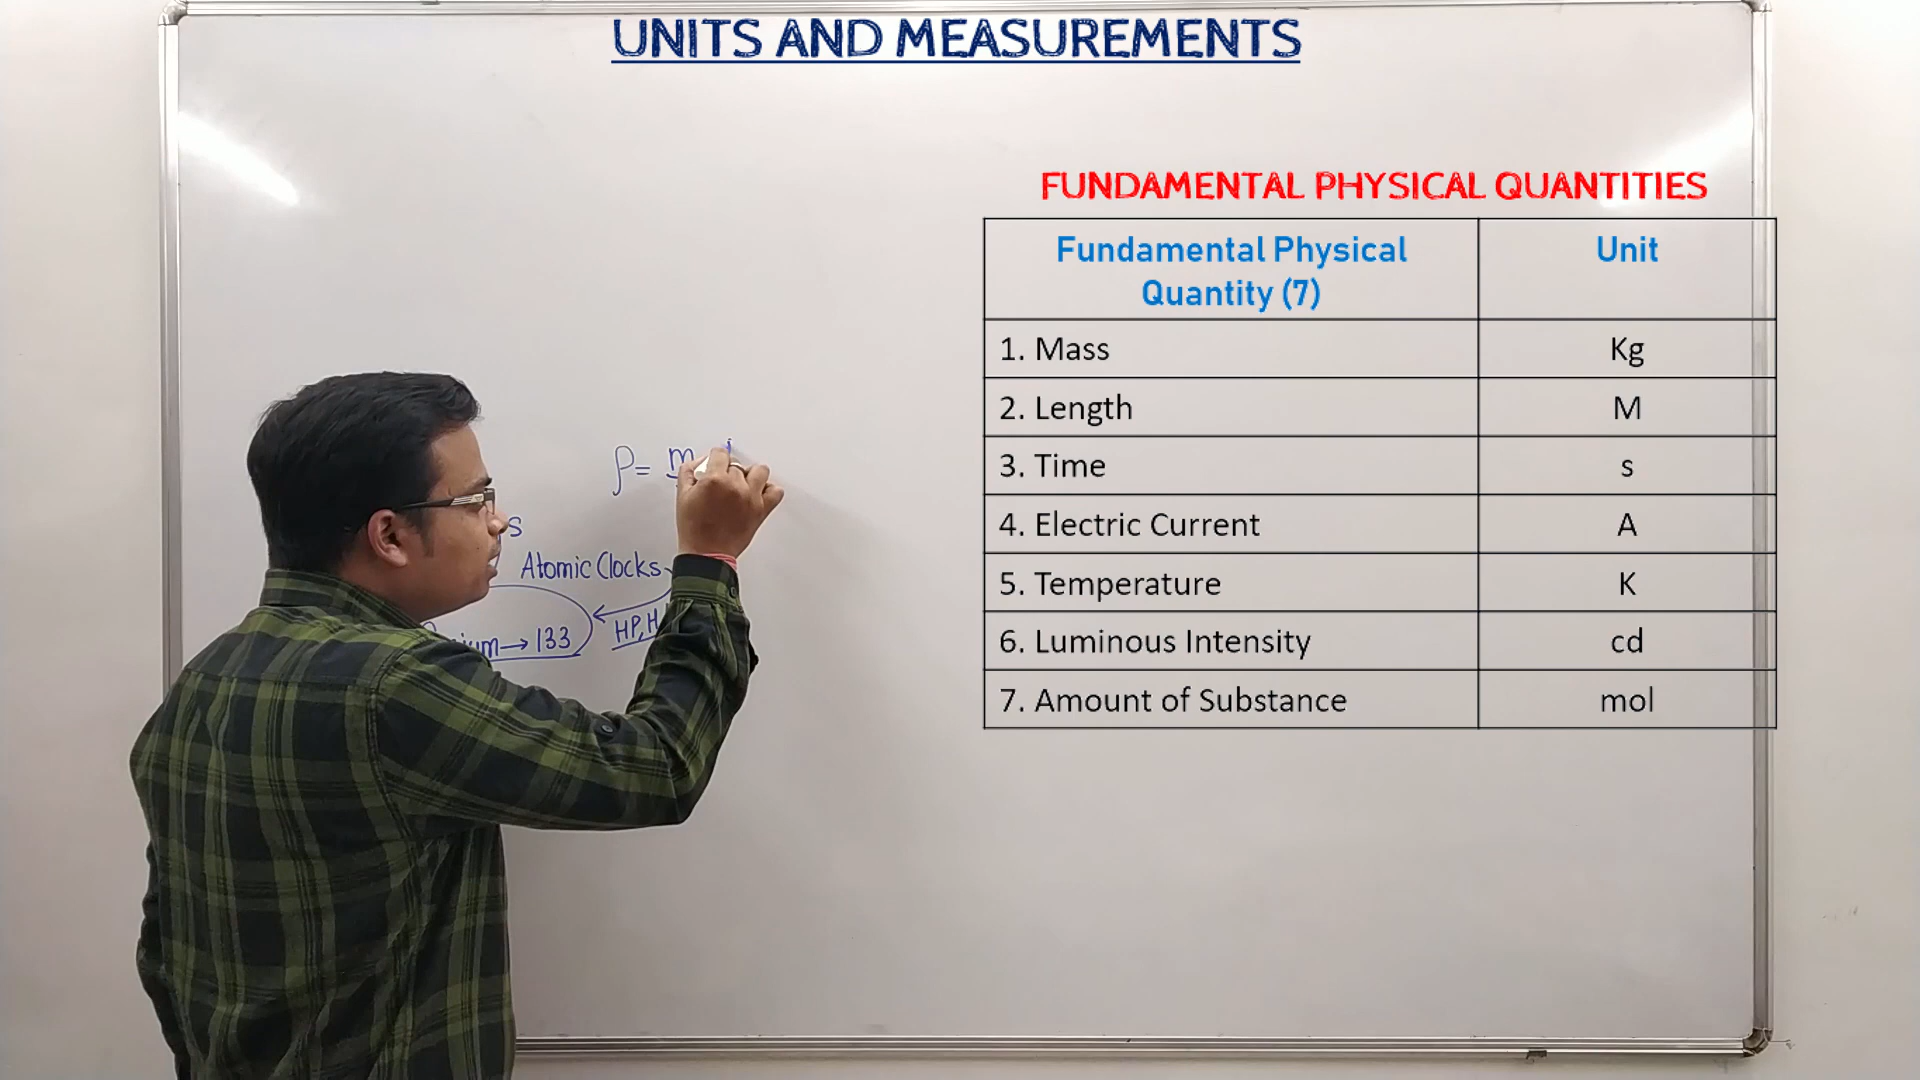 UNITS AND MEASUREMENTS
FUNDAMENTAL PHYSICAL QUANTITIES
Fundamental Physical Quantity (7) Unit
1. Mass Kg
2. Length M
3. Time s
4. Electric Current A
5. Temperature K
6. Luminous Intensity cd
7. Amount of Substance mol
ρ = m
s
Atomic Clocks
→ 133
HP, H